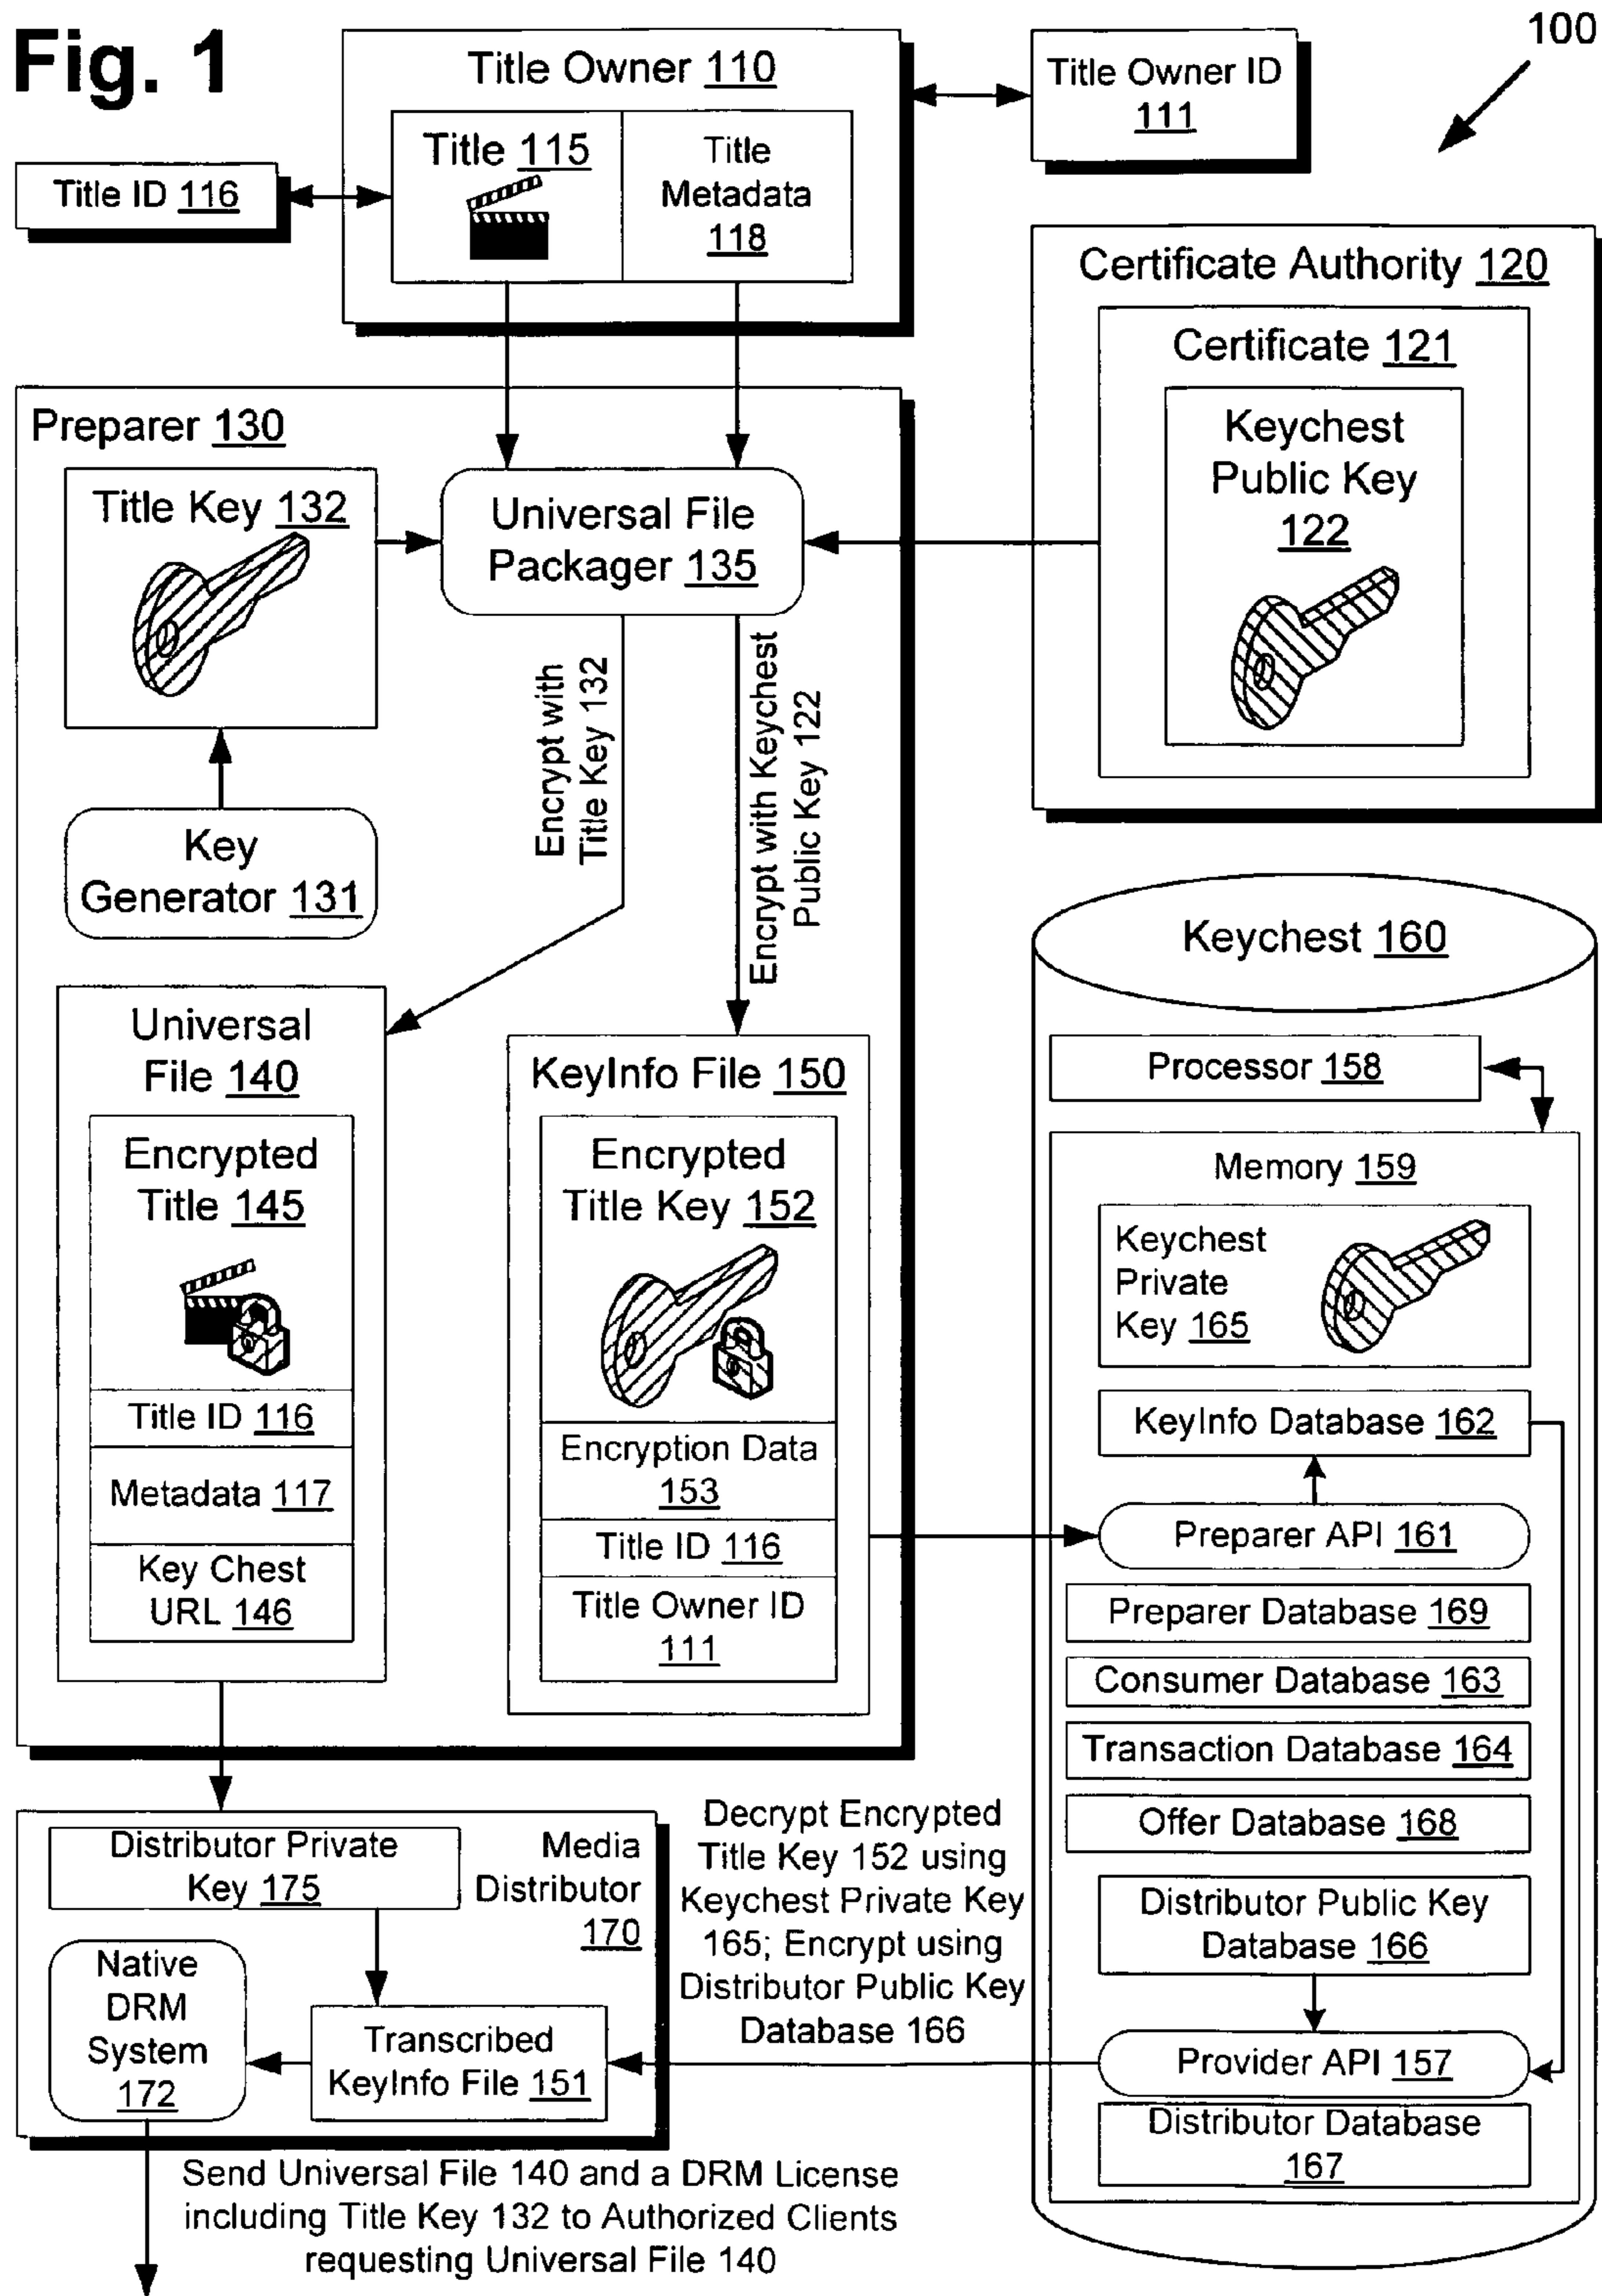 Fig. 1
100
Title Owner 110
Title Owner ID
111
Title 115
Title
Metadata
118
Title ID 116
Certificate Authority 120
Certificate 121
Keychest
Public Key
122
Preparer 130
Title Key 132
Universal File
Packager 135
Key
Generator 131
Encrypt with
Title Key 132
Encrypt with Keychest
Public Key 122
Universal
File 140
Encrypted
Title 145
Title ID 116
Metadata 117
Key Chest
URL 146
KeyInfo File 150
Encrypted
Title Key 152
Encryption Data
153
Title ID 116
Title Owner ID
111
Keychest 160
Processor 158
Memory 159
Keychest
Private
Key 165
KeyInfo Database 162
Preparer API 161
Preparer Database 169
Consumer Database 163
Transaction Database 164
Offer Database 168
Distributor Public Key
Database 166
Provider API 157
Distributor Database
167
Distributor Private
Key 175
Media
Distributor
170
Native
DRM
System
172
Transcribed
KeyInfo File 151
Decrypt Encrypted
Title Key 152 using
Keychest Private Key
165; Encrypt using
Distributor Public Key
Database 166
Send Universal File 140 and a DRM License
including Title Key 132 to Authorized Clients
requesting Universal File 140